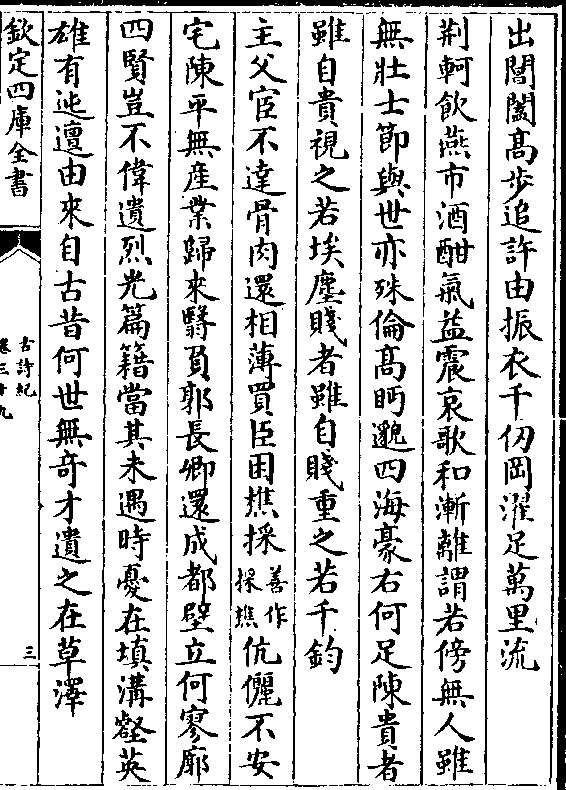 出閶闔高步追許由振衣千仞岡濯足萬里流
荆軻飲燕市酒酣氣益震哀歌和漸離謂若傍無人雖
無壯士節與世亦殊倫高眄邈四海豪右何足陳貴者
雖自貴視之若埃塵賤者雖自賤重之若千鈞
主父宦不達骨肉還相薄買臣困樵採善作採樵伉儷不安
宅陳平無産業歸來翳負郭長卿還成都壁立何寥廓
四賢豈不偉遺烈光篇籍當其未遇時憂在填溝壑英
雄有迍邅由來自古昔何世無奇才遺之在草澤
欽定四庫全書
古詩紀
卷三十九
三